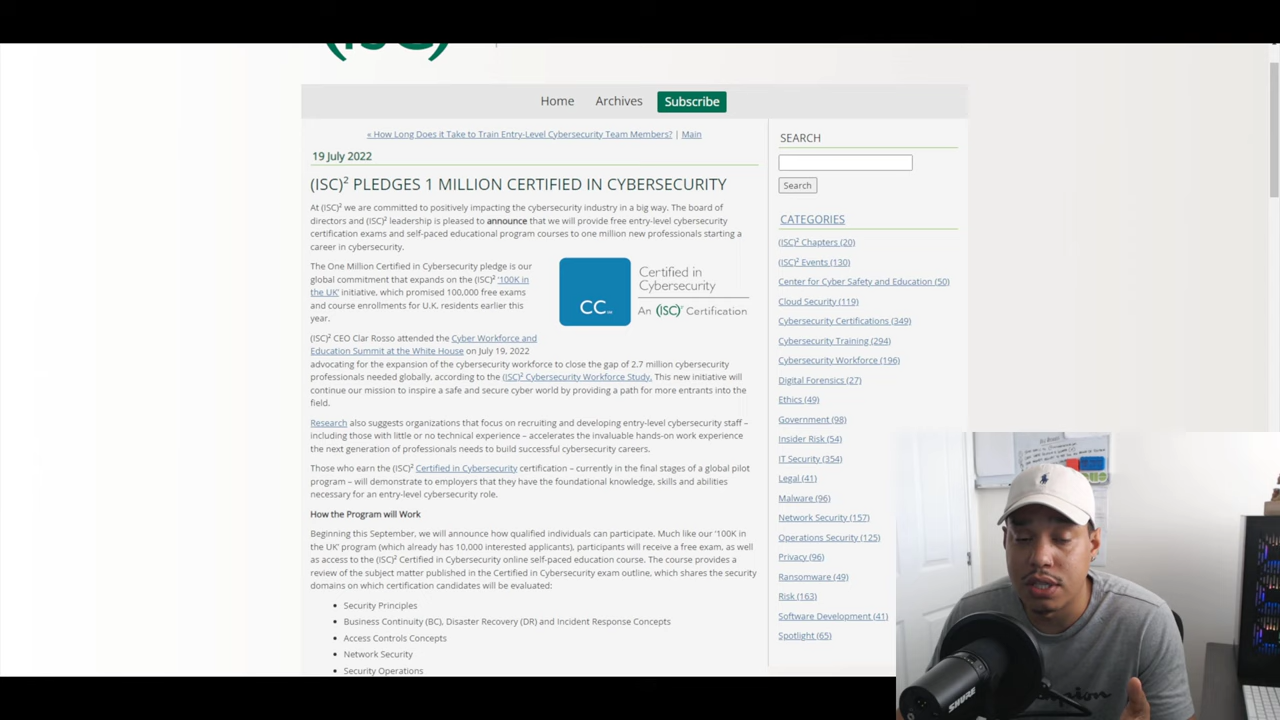 (ISC)²
Home Archives Subscribe
« How Long Does it Take to Train Entry-Level Cybersecurity Team Members? | Main
19 July 2022
(ISC)² PLEDGES 1 MILLION CERTIFIED IN CYBERSECURITY
At (ISC)² we are committed to positively impacting the cybersecurity industry in a big way. The board of
directors and (ISC)² leadership is pleased to announce that we will provide free entry-level cybersecurity
certification exams and self-paced educational program courses to one million new professionals starting a
career in cybersecurity.
The One Million Certified in Cybersecurity pledge is our
global commitment that expands on the (ISC)² '100K in
the UK' initiative, which promised 100,000 free exams
and course enrollments for U.K. residents earlier this
year.
CC
Certified in
Cybersecurity
An (ISC)² Certification
(ISC)² CEO Clar Rosso attended the Cyber Workforce and
Education Summit at the White House on July 19, 2022
advocating for the expansion of the cybersecurity workforce to close the gap of 2.7 million cybersecurity
professionals needed globally, according to the (ISC)² Cybersecurity Workforce Study. This new initiative will
continue our mission to inspire a safe and secure cyber world by providing a path for more entrants into the
field.
Research also suggests organizations that focus on recruiting and developing entry-level cybersecurity staff –
including those with little or no technical experience – accelerates the invaluable hands-on work experience
the next generation of professionals needs to build successful cybersecurity careers.
Those who earn the (ISC)² Certified in Cybersecurity certification – currently in the final stages of a global pilot
program – will demonstrate to employers that they have the foundational knowledge, skills and abilities
necessary for an entry-level cybersecurity role.
How the Program will Work
Beginning this September, we will announce how qualified individuals can participate. Much like our '100K in
the UK' program (which already has 10,000 interested applicants), participants will receive a free exam, as well
as access to the (ISC)² Certified in Cybersecurity online self-paced education course. The course provides a
review of the subject matter published in the Certified in Cybersecurity exam outline, which shares the security
domains on which certification candidates will be evaluated:
• Security Principles
• Business Continuity (BC), Disaster Recovery (DR) and Incident Response Concepts
• Access Controls Concepts
• Network Security
• Security Operations
SEARCH
Search
CATEGORIES
(ISC)² Chapters (20)
(ISC)² Events (130)
Center for Cyber Safety and Education (50)
Cloud Security (119)
Cybersecurity Certifications (349)
Cybersecurity Training (294)
Cybersecurity Workforce (196)
Digital Forensics (27)
Ethics (49)
Government (98)
Insider Risk (54)
IT Security (354)
Legal (41)
Malware (96)
Network Security (157)
Operations Security (125)
Privacy (96)
Ransomware (49)
Risk (163)
Software Development (41)
Spotlight (65)
SHURE